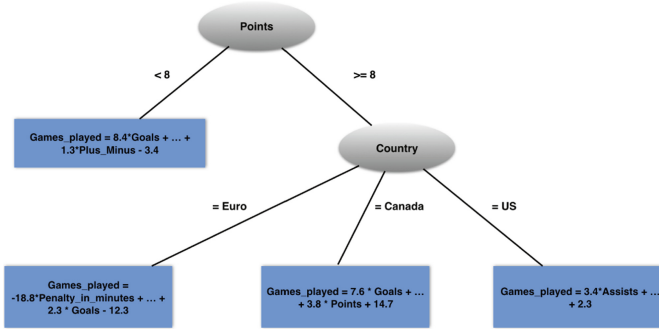 Points
< 8
>= 8
Games_played = 8.4*Goals + ... +
1.3*Plus_Minus - 3.4
Country
= Euro
= Canada
= US
Games_played =
-18.8*Penalty_in_minutes + ... +
2.3 * Goals - 12.3
Games_played = 7.6 * Goals + ...
+ 3.8 * Points + 14.7
Games_played = 3.4*Assists + ...
+ 2.3